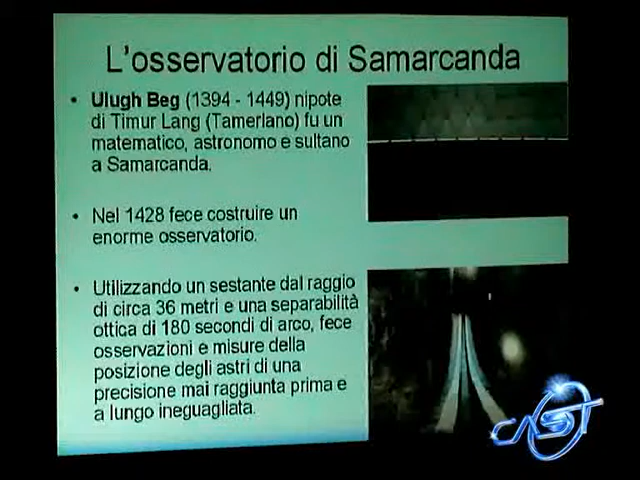 L'osservatorio di Samarcanda
• Ulugh Beg (1394 - 1449) nipote
di Timur Lang (Tamerlano) fu un
matematico, astronomo e sultano
a Samarcanda.
• Nel 1428 fece costruire un
enorme osservatorio.
• Utilizzando un sestante dal raggio
di circa 36 metri e una separabilità
ottica di 180 secondi di arco, fece
osservazioni e misure della
posizione degli astri di una
precisione mai raggiunta prima e
a lungo ineguagliata.
CAST